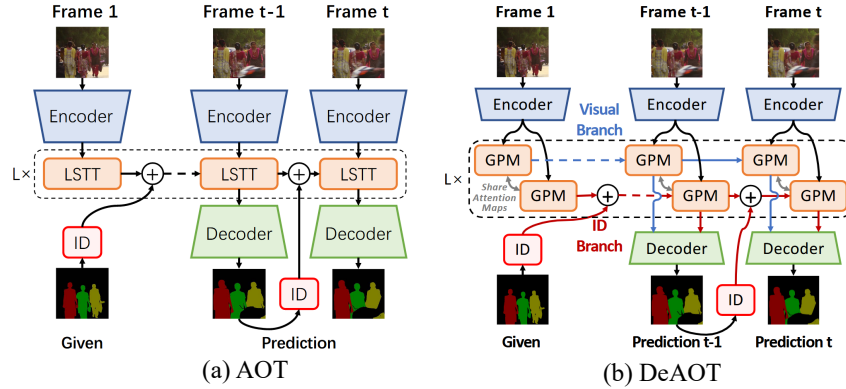 Frame 1
Frame t-1
Frame t
Encoder
Encoder
Encoder
L×
LSTT
LSTT
LSTT
ID
Decoder
Decoder
ID
Given
Prediction
(a) AOT
Frame 1
Frame t-1
Frame t
Encoder
Encoder
Encoder
Visual
Branch
L×
GPM
GPM
GPM
Share
Attention
Maps
GPM
GPM
GPM
ID
Branch
ID
Decoder
Decoder
ID
Given
Prediction t-1
Prediction t
(b) DeAOT